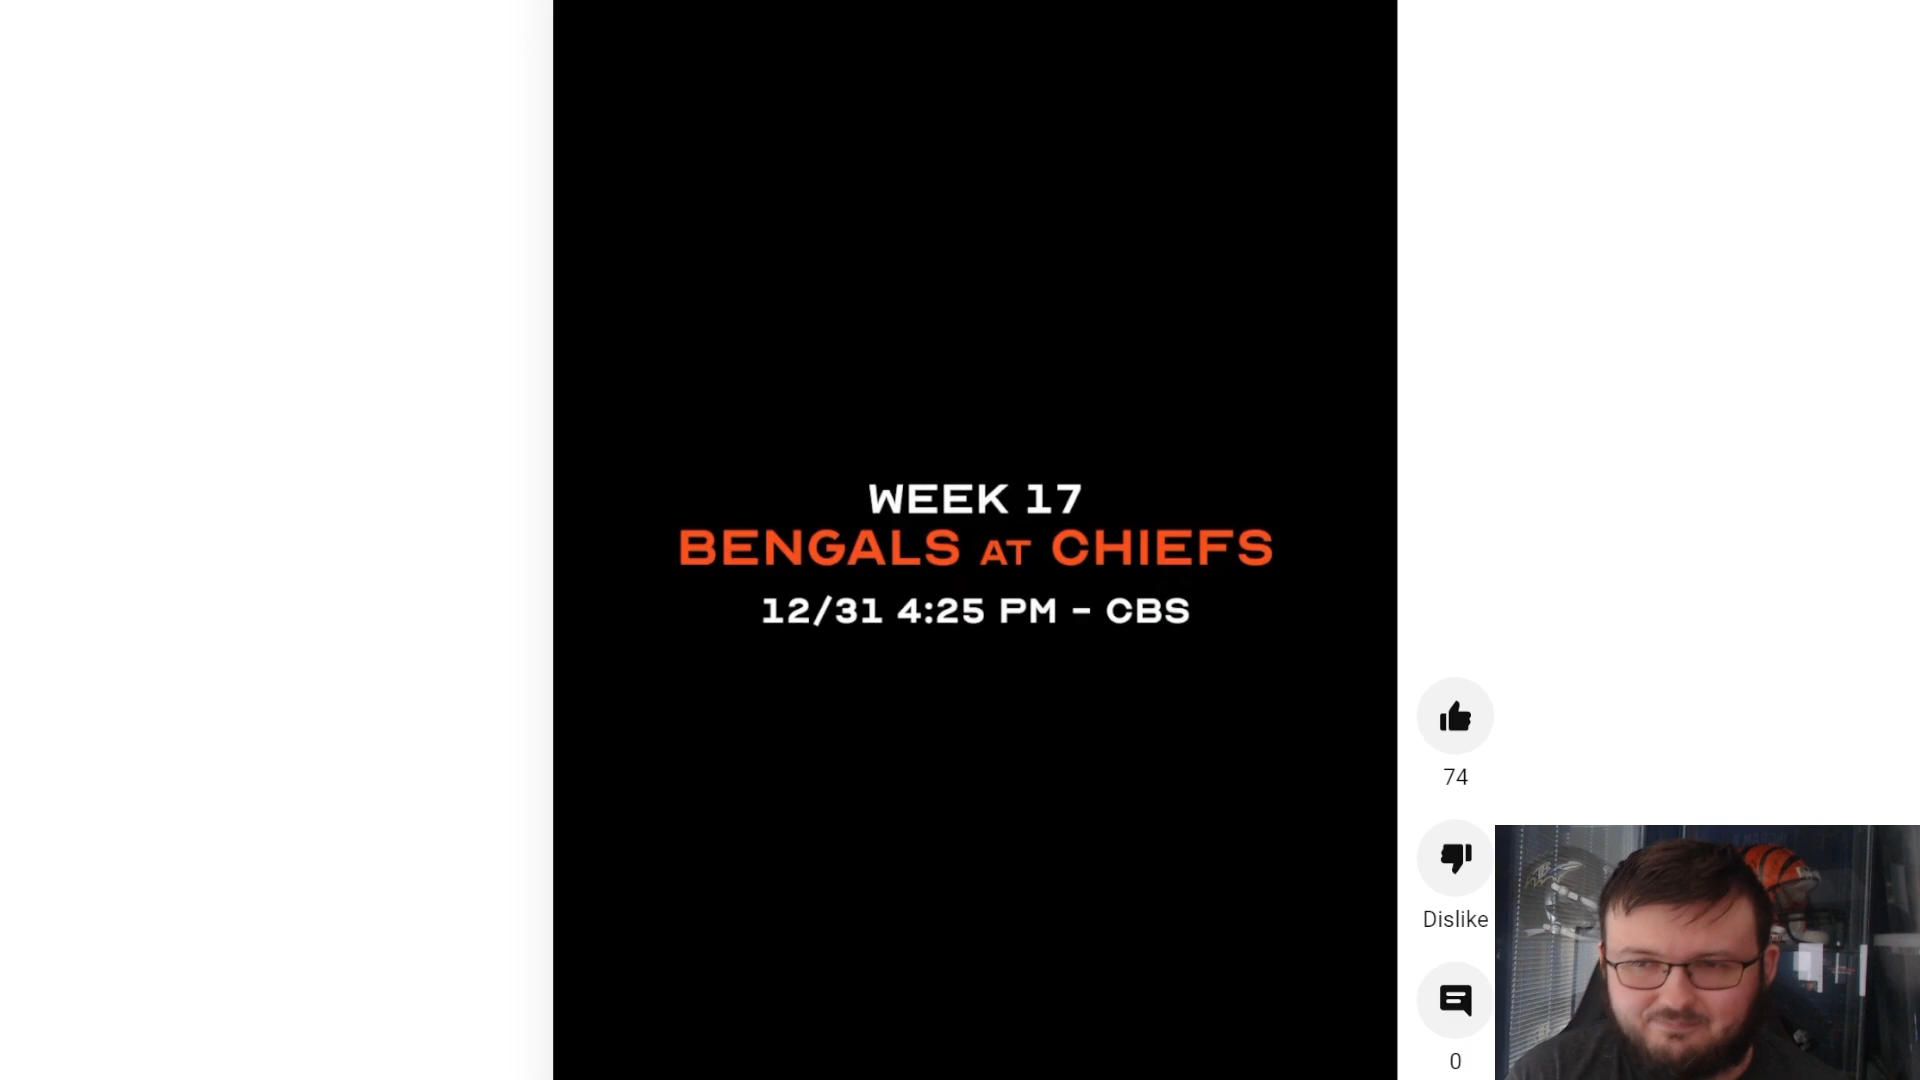 WEEK 17
BENGALS AT CHIEFS
12/31 4:25 PM - CBS
74
Dislike
0